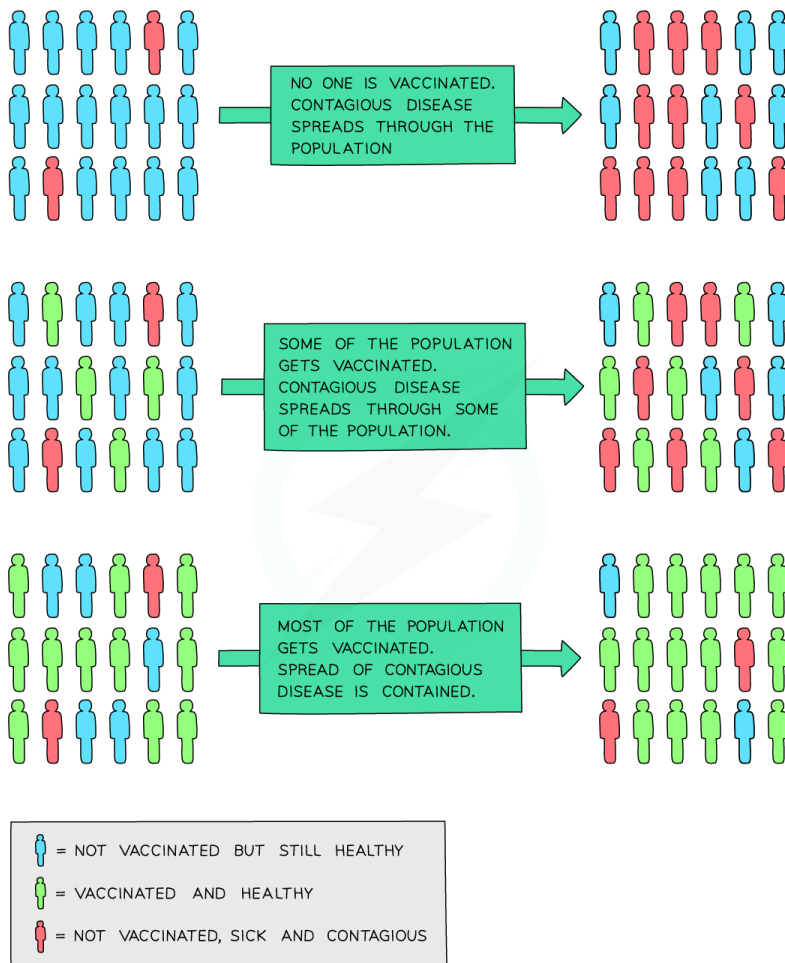 NO ONE IS VACCINATED.
CONTAGIOUS DISEASE
SPREADS THROUGH THE
POPULATION
SOME OF THE POPULATION
GETS VACCINATED.
CONTAGIOUS DISEASE
SPREADS THROUGH SOME
OF THE POPULATION.
MOST OF THE POPULATION
GETS VACCINATED.
SPREAD OF CONTAGIOUS
DISEASE IS CONTAINED.
= NOT VACCINATED BUT STILL HEALTHY
= VACCINATED AND HEALTHY
= NOT VACCINATED, SICK AND CONTAGIOUS